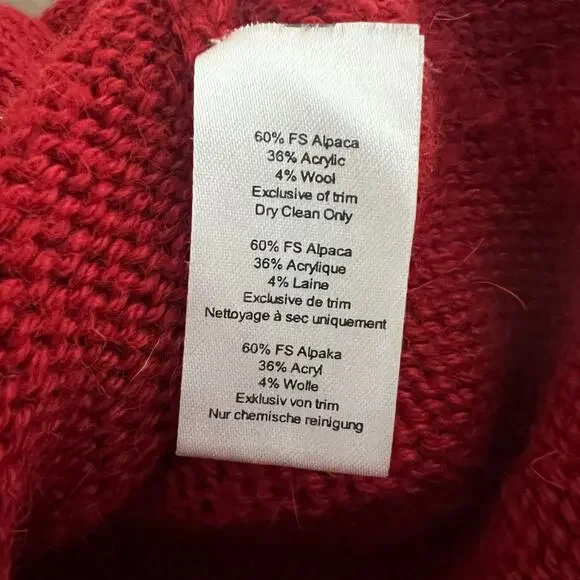 60% FS Alpaca
36% Acrylic
4% Wool
Exclusive of trim
Dry Clean Only
60% FS Alpaca
36% Acrylique
4% Laine
Exclusive de trim
Nettoyage à sec uniquement
60% FS Alpaka
36% Acryl
4% Wolle
Exklusiv von trim
Nur chemische reinigung